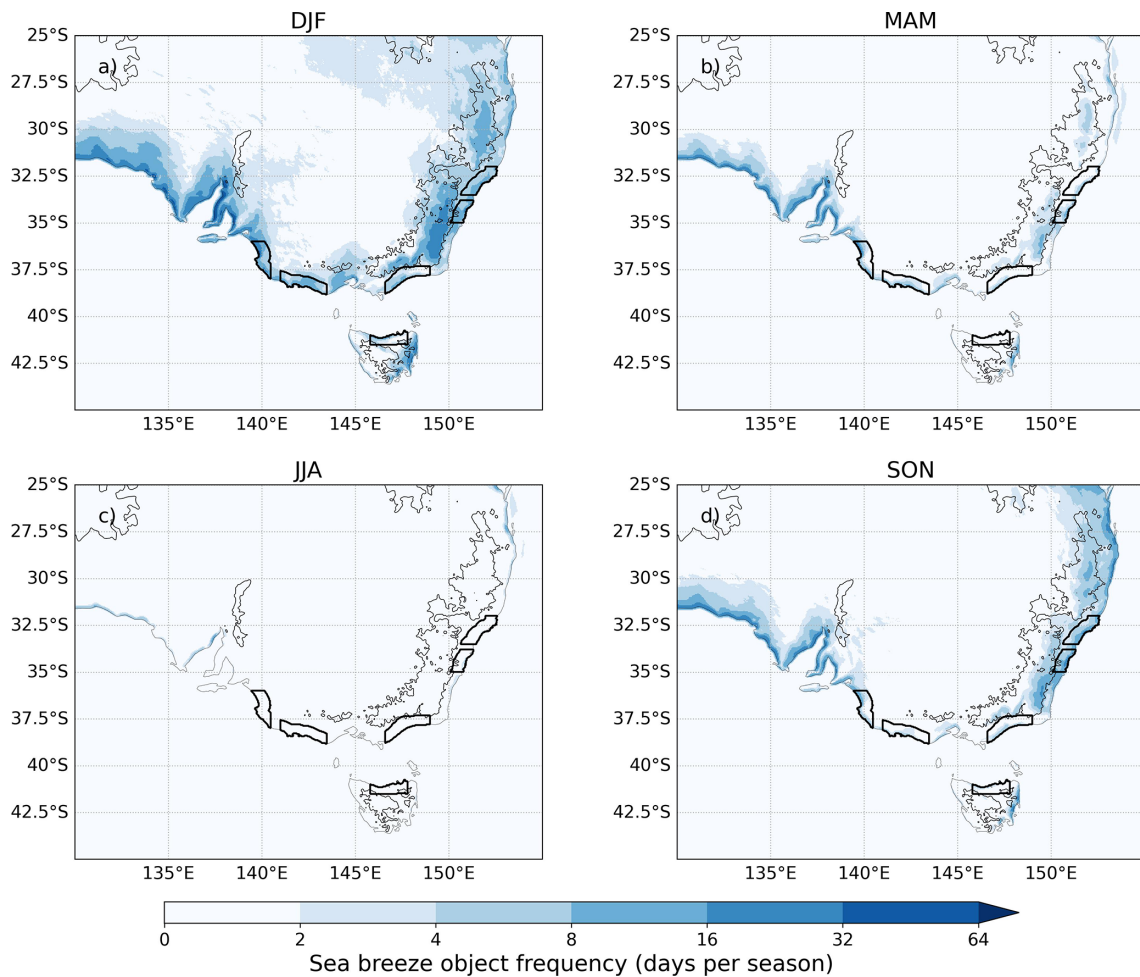 DJF
MAM
a)
b)
25°S
27.5°S
30°S
32.5°S
35°S
37.5°S
40°S
42.5°S
135°E 140°E 145°E 150°E
25°S
27.5°S
30°S
32.5°S
35°S
37.5°S
40°S
42.5°S
135°E 140°E 145°E 150°E
JJA
SON
c)
d)
25°S
27.5°S
30°S
32.5°S
35°S
37.5°S
40°S
42.5°S
135°E 140°E 145°E 150°E
25°S
27.5°S
30°S
32.5°S
35°S
37.5°S
40°S
42.5°S
135°E 140°E 145°E 150°E
0 2 4 8 16 32 64
Sea breeze object frequency (days per season)